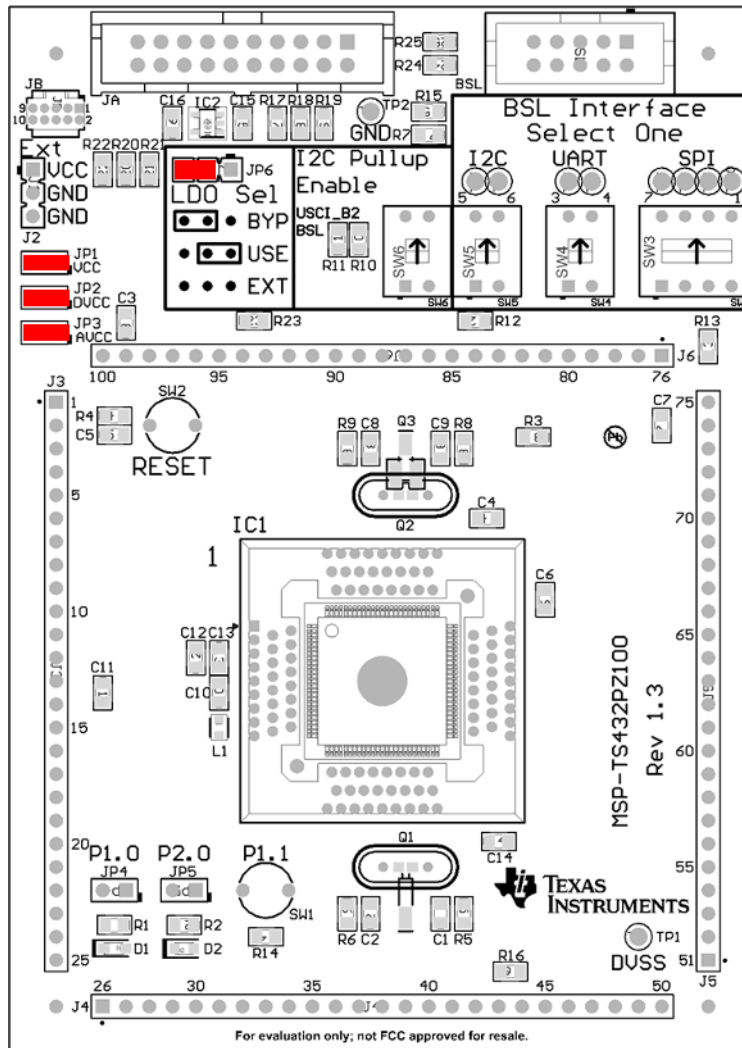 R25
R24
JA
BSL
JB
9
1
10
2
C16
IC2
C15
R17
R18
R19
TP2
GND
R15
R7
BSL Interface
Select One
Ext
VCC
GND
GND
J2
R22
R20
R21
JP6
LDO Sel
BYP
USE
EXT
I2C Pullup
Enable
USCI_B2
BSL
R11
R10
SW6
SW6
I2C
5
6
SW5
SW5
UART
3
4
SW4
SW4
SPI
7
1
SW3
JP1
VCC
JP2
DVCC
JP3
AVCC
C3
R23
R12
R13
J6
100
95
90
85
80
76
J3
1
5
10
15
20
25
R4
C5
SW2
RESET
R9
C8
Q3
C9
R8
R3
Pb
C7
75
70
65
60
55
51
J5
Q2
C4
IC1
1
C6
C12
C13
C10
C11
L1
MSP-TS432PZ100
Rev 1.3
P1.0
JP4
P2.0
JP5
P1.1
SW1
R1
D1
R2
D2
R14
Q1
C14
R6
C2
C1
R5
TEXAS
INSTRUMENTS
TP1
DVSS
R16
J4
26
30
35
40
45
50
For evaluation only; not FCC approved for resale.